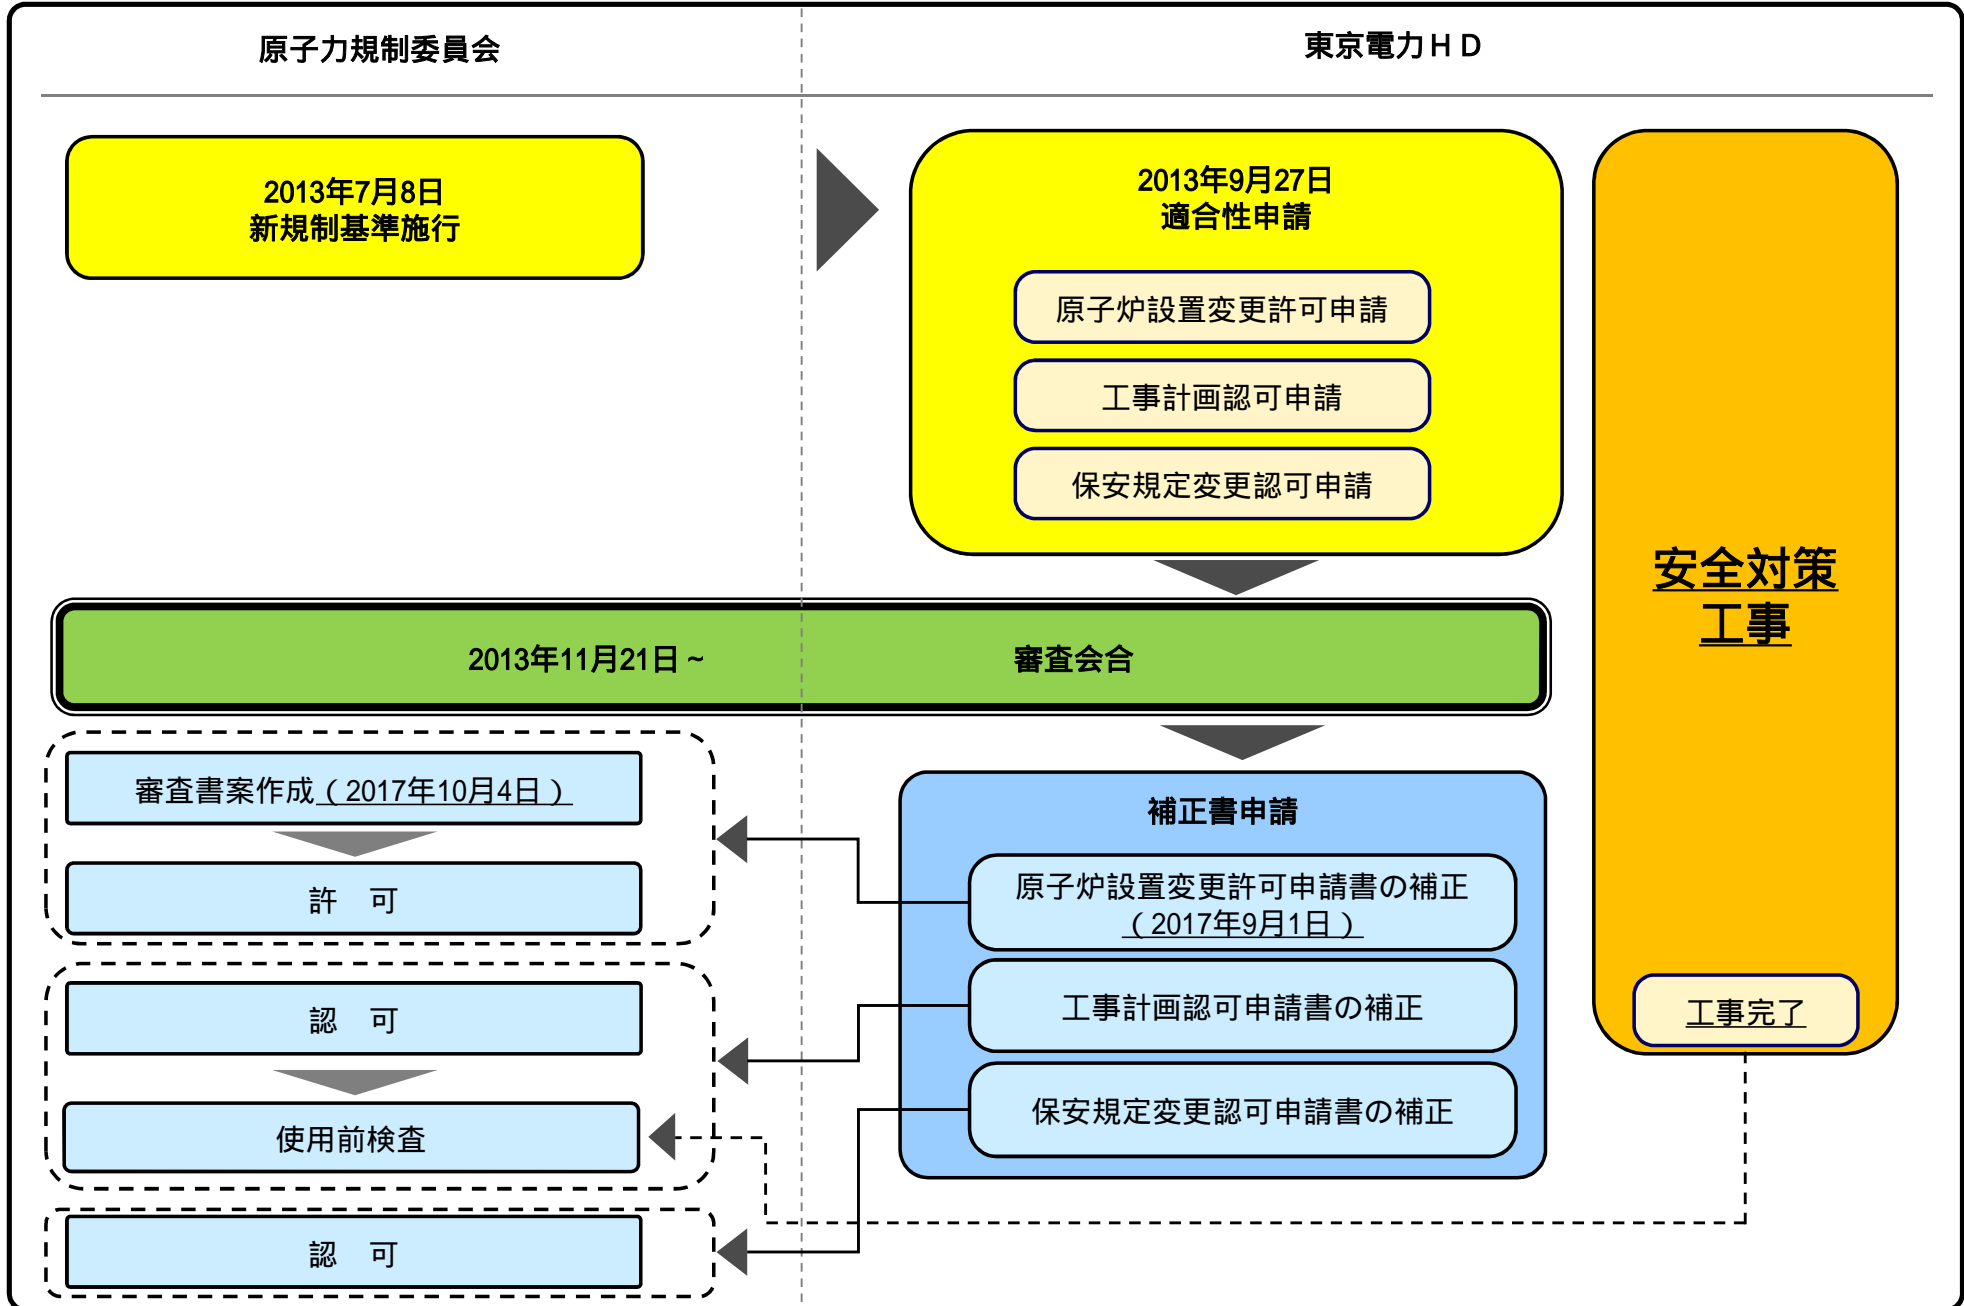 原子力規制委員会
東京電力ＨＤ
2013年7月8日
新規制基準施行
2013年9月27日
適合性申請
原子炉設置変更許可申請
工事計画認可申請
保安規定変更認可申請
安全対策
工事
2013年11月21日～ 審査会合
審査書案作成（2017年10月4日）
許　可
認　可
使用前検査
認　可
補正書申請
原子炉設置変更許可申請書の補正
（2017年9月1日）
工事計画認可申請書の補正
保安規定変更認可申請書の補正
工事完了